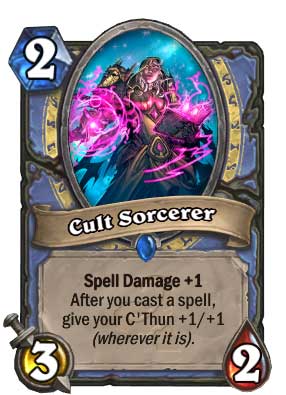 2
Cult Sorcerer
Spell Damage +1
After you cast a spell,
give your C'Thun +1/+1
(wherever it is).
3
2